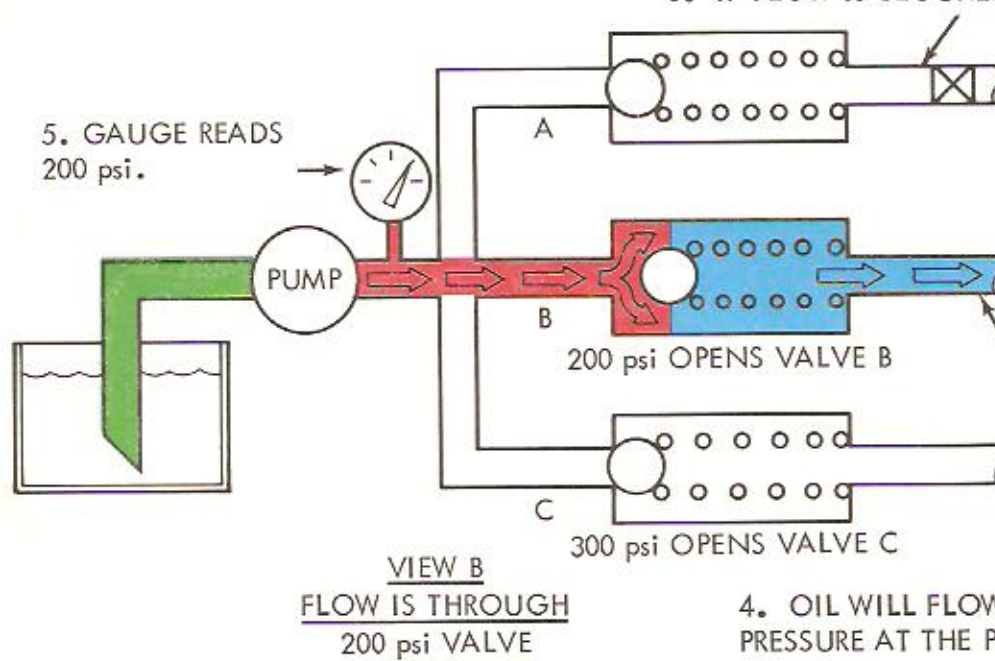 5. GAUGE READS
200 psi.
A
PUMP
B
200 psi OPENS VALVE B
C
300 psi OPENS VALVE C
VIEW B
FLOW IS THROUGH
200 psi VALVE
4. OIL WILL FLOW
PRESSURE AT THE